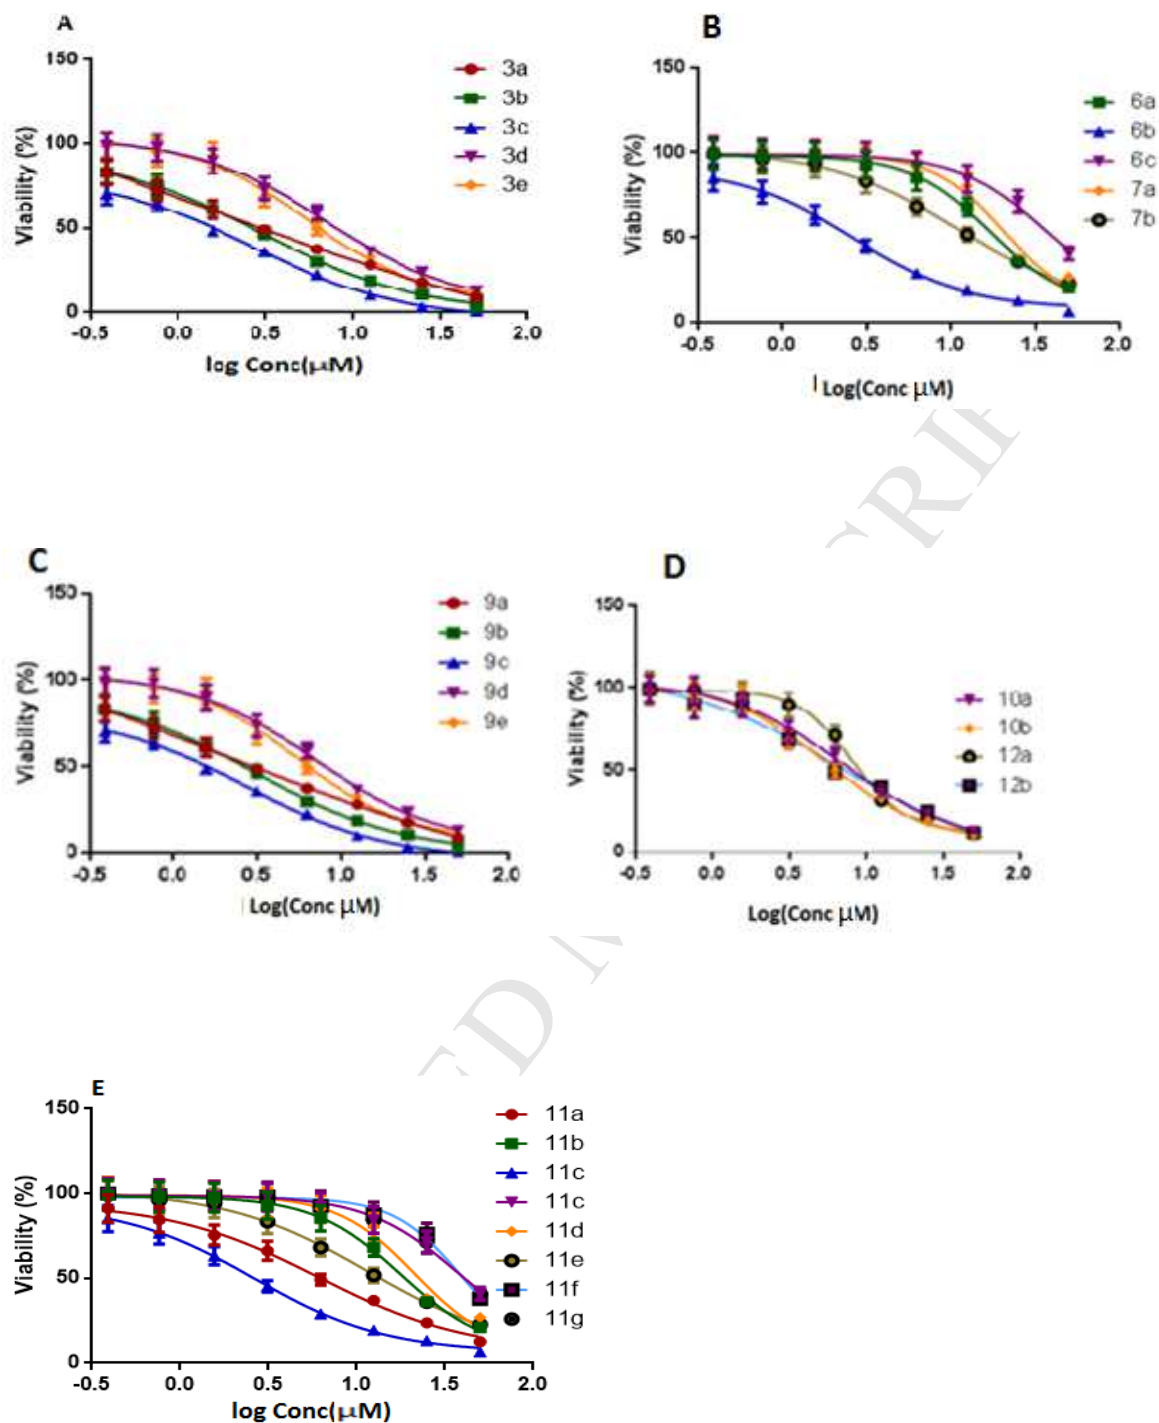 A
150
100
50
0
Viability (%)
-0.5 0.0 0.5 1.0 1.5 2.0
log Conc(μM)
3a
3b
3c
3d
3e
B
150
100
50
0
Viability (%)
-0.5 0.0 0.5 1.0 1.5 2.0
Log(Conc μM)
6a
6b
6c
7a
7b
C
150
100
50
0
Viability (%)
-0.5 0.0 0.5 1.0 1.5 2.0
Log(Conc μM)
9a
9b
9c
9d
9e
D
150
100
50
0
Viability (%)
-0.5 0.0 0.5 1.0 1.5 2.0
Log(Conc μM)
10a
10b
12a
12b
E
150
100
50
0
Viability (%)
-0.5 0.0 0.5 1.0 1.5 2.0
log Conc(μM)
11a
11b
11c
11c
11d
11e
11f
11g